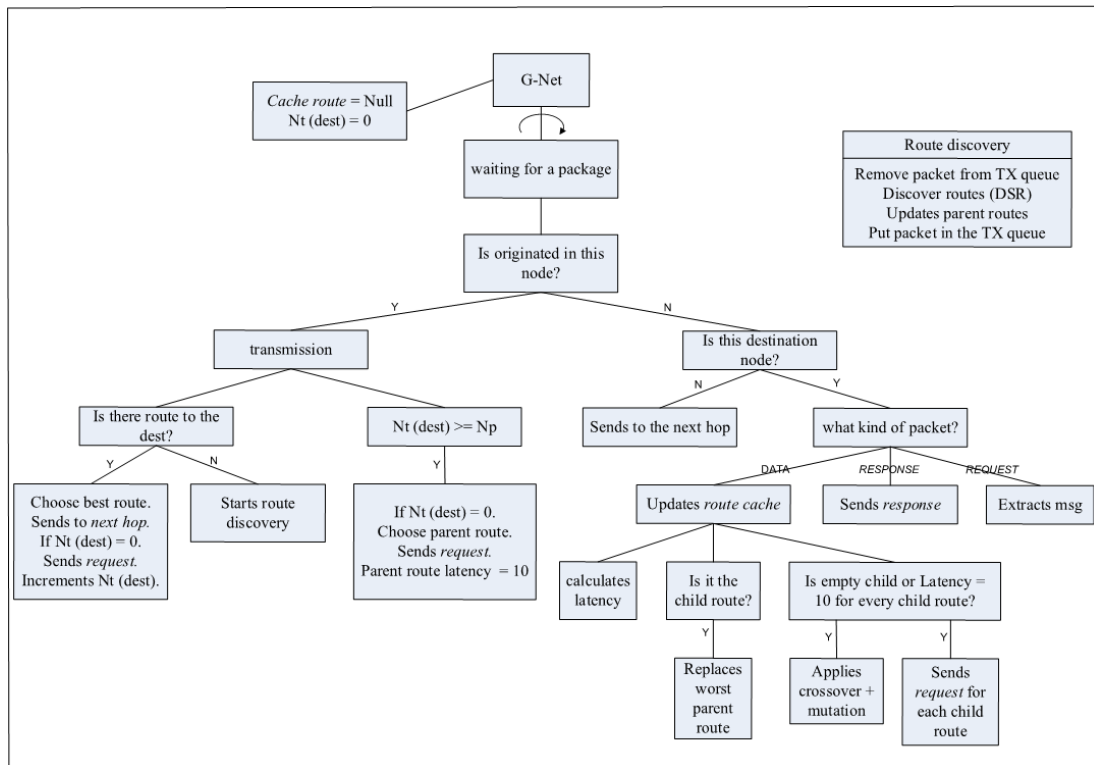 G-Net
Cache route = Null
Nt (dest) = 0
waiting for a package
Route discovery
Remove packet from TX queue
Discover routes (DSR)
Updates parent routes
Put packet in the TX queue
Is originated in this
node?
Y
N
transmission
Is this destination
node?
N
Y
Is there route to the
dest?
Nt (dest) >= Np
Sends to the next hop
what kind of packet?
Y
N
Y
DATA
RESPONSE
REQUEST
Choose best route.
Sends to next hop.
If Nt (dest) = 0.
Sends request.
Increments Nt (dest).
Starts route
discovery
If Nt (dest) = 0.
Choose parent route.
Sends request.
Parent route latency = 10
Updates route cache
Sends response
Extracts msg
calculates
latency
Is it the
child route?
Is empty child or Latency =
10 for every child route?
Y
Y
Y
Replaces
worst
parent
route
Applies
crossover +
mutation
Sends
request for
each child
route